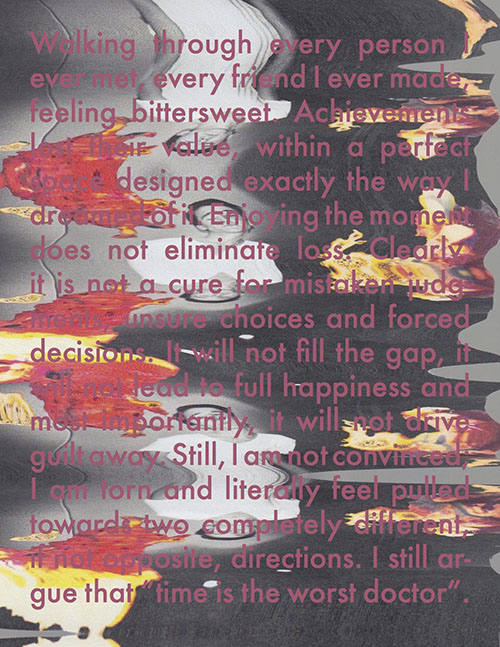 Walking through every person I
ever met, every friend I ever made,
feeling bittersweet. Achievements
lost their value, within a perfect
space designed exactly the way I
dreamed of it. Enjoying the moment
does not eliminate loss. Clearly,
it is not a cure for mistaken judg-
ments, unsure choices and forced
decisions. It will not fill the gap, it
will not lead to full happiness and
most importantly, it will not drive
guilt away. Still, I am not convinced,
I am torn and literally feel pulled
towards two completely different,
if not opposite, directions. I still ar-
gue that “time is the worst doctor”.